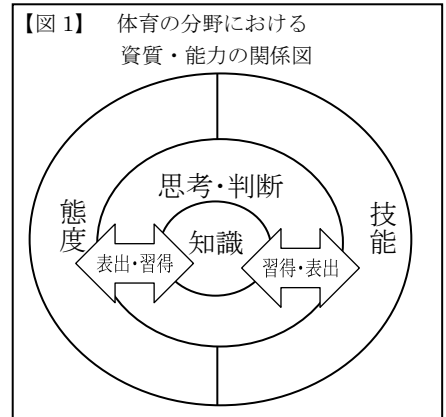 【図1】 体育の分野における
資質・能力の関係図
思考・判断
態度
技能
知識
表出・習得
習得・表出